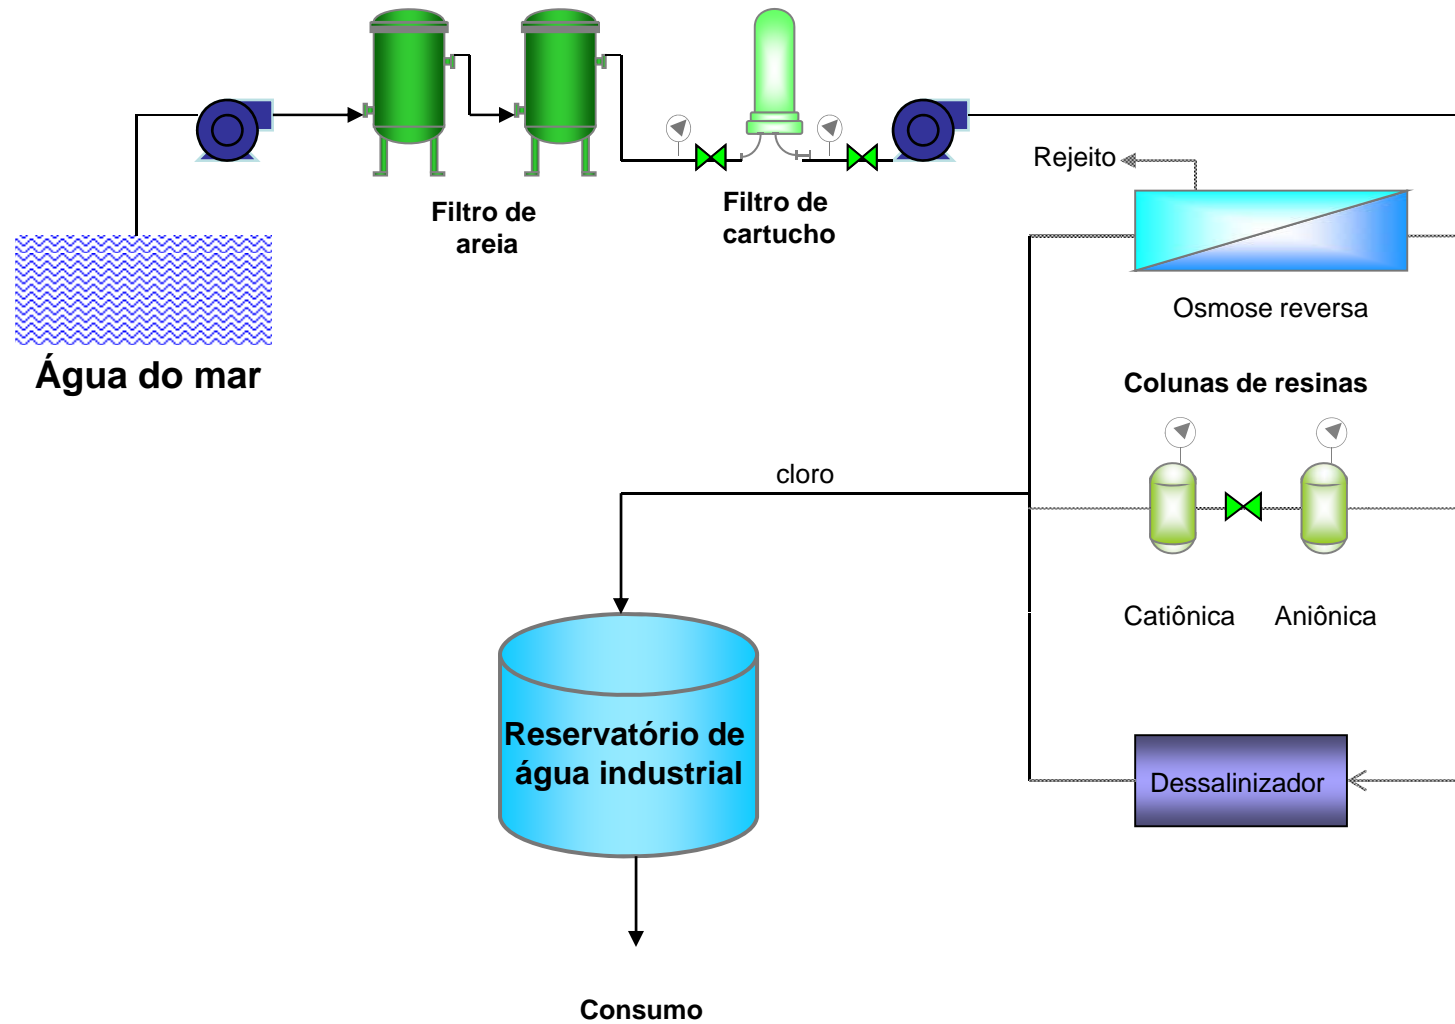 Filtro de
areia
Filtro de
cartucho
Rejeito
Água do mar
Osmose reversa
Colunas de resinas
cloro
Catiônica
Aniônica
Reservatório de
água industrial
Dessalinizador
Consumo